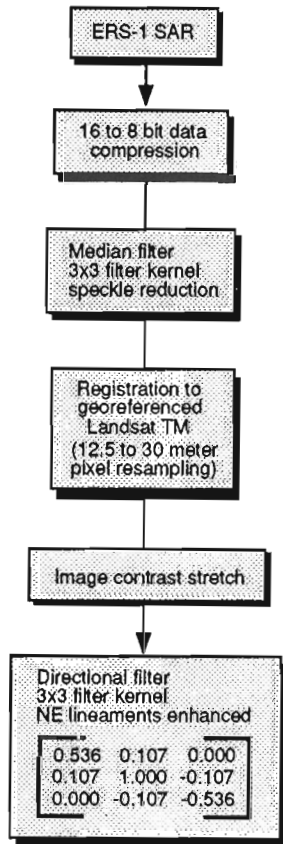 ERS-1 SAR
16 to 8 bit data
compression
Median filter
3x3 filter kernel
speckle reduction
Registration to
georeferenced
Landsat TM
(12.5 to 30 meter
pixel resampling)
Image contrast stretch
Directional filter
3x3 filter kernel
NE lineaments enhanced
0.536 0.107 0.000
0.107 1.000 -0.107
0.000 -0.107 -0.536